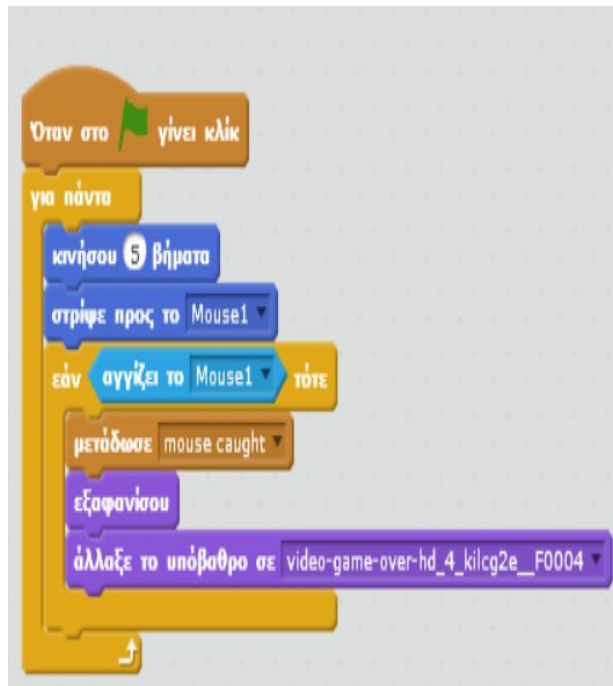 Όταν στο γίνει κλίκ
για πάντα
κινήσου 5 βήματα
στρίψε προς το Mouse1
εάν αγγίζει το Mouse1 τότε
μετάδωσε mouse caught
εξαφανίσου
άλλαξε το υπόβαθρο σε video-game-over-hd_4_kilcg2e__F0004